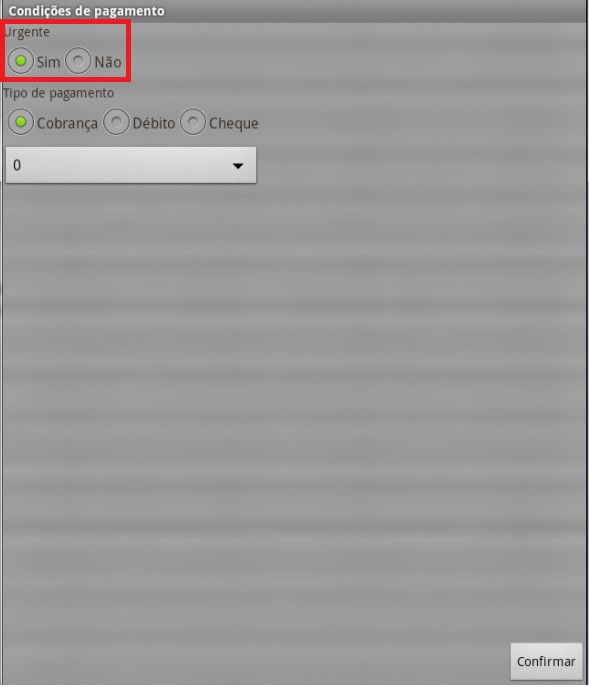 Condições de pagamento
Urgente
Sim Não
Tipo de pagamento
Cobrança Débito Cheque
0
Confirmar